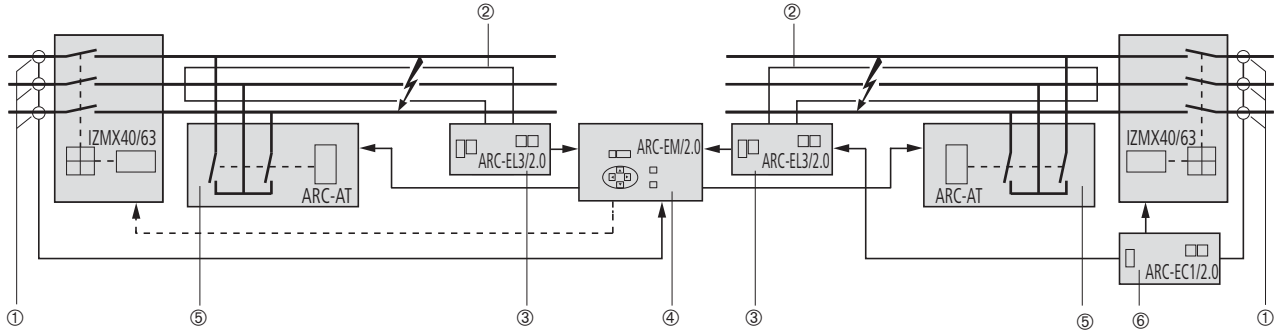 ② ②
IZMX40/63 ARC-EL3/2.0 ARC-EM/2.0 ARC-EL3/2.0 IZMX40/63
ARC-AT ARC-AT
ARC-EC1/2.0
① ⑤ ③ ④ ③ ⑤ ⑥ ①